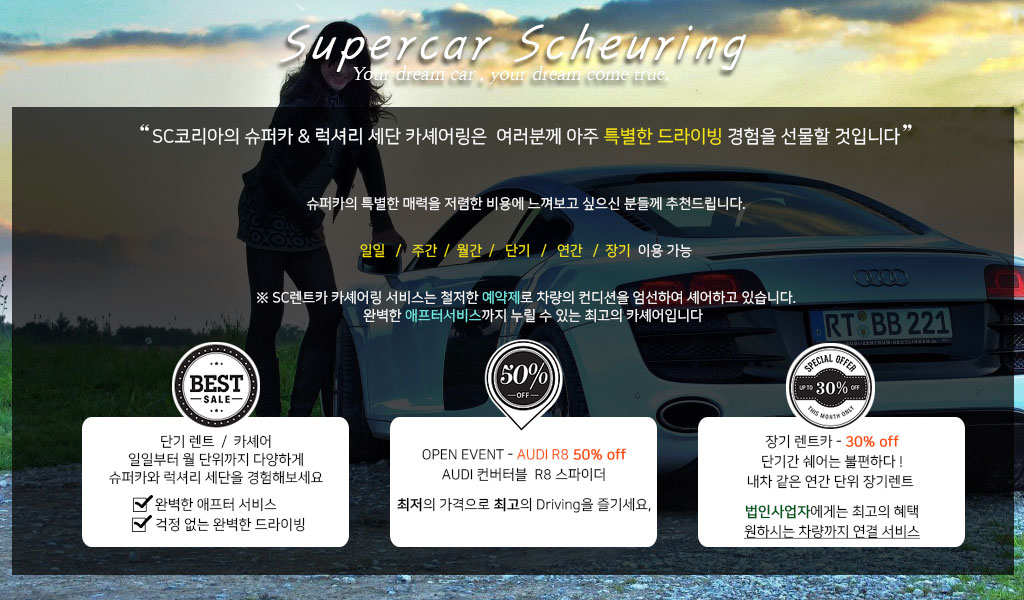 Supercar Scheuring
Your dream car , your dream come true.
“SC코리아의 슈퍼카 & 럭셔리 세단 카셰어링은 여러분께 아주 특별한 드라이빙 경험을 선물할 것입니다”
슈퍼카의 특별한 매력을 저렴한 비용에 느껴보고 싶으신 분들께 추천드립니다.
일일 / 주간 / 월간 / 단기 / 연간 / 장기 이용 가능
※ SC렌트카 카셰어링 서비스는 철저한 예약제로 차량의 컨디션을 엄선하여 셰어하고 있습니다.
완벽한 애프터서비스까지 누릴 수 있는 최고의 카셰어입니다
RT BB 221
AUDI-ZENTRUM-REUTLINGEN
BEST
SALE
단기 렌트 / 카셰어
일일부터 월 단위까지 다양하게
슈퍼카와 럭셔리 세단을 경험해보세요
완벽한 애프터 서비스
걱정 없는 완벽한 드라이빙
50%
OFF
OPEN EVENT - AUDI R8 50% off
AUDI 컨버터블 R8 스파이더
최저의 가격으로 최고의 Driving을 즐기세요,
SPECIAL OFFER
UP TO 30% OFF
THIS MONTH ONLY
장기 렌트카 - 30% off
단기간 쉐어는 불편하다 !
내차 같은 연간 단위 장기렌트
법인사업자에게는 최고의 혜택
원하시는 차량까지 연결 서비스